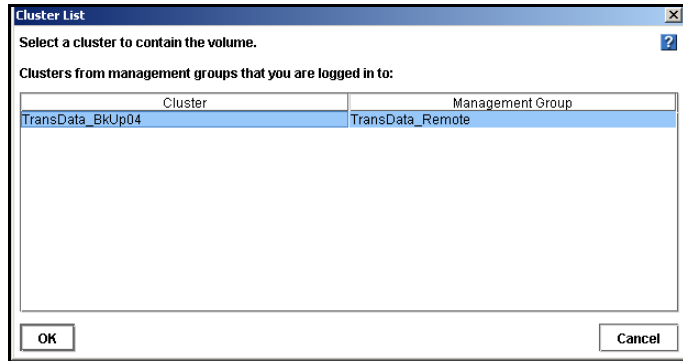 Cluster List
Select a cluster to contain the volume.
?
Clusters from management groups that you are logged in to:
Cluster Management Group
TransData_BkUp04 TransData_Remote
OK Cancel